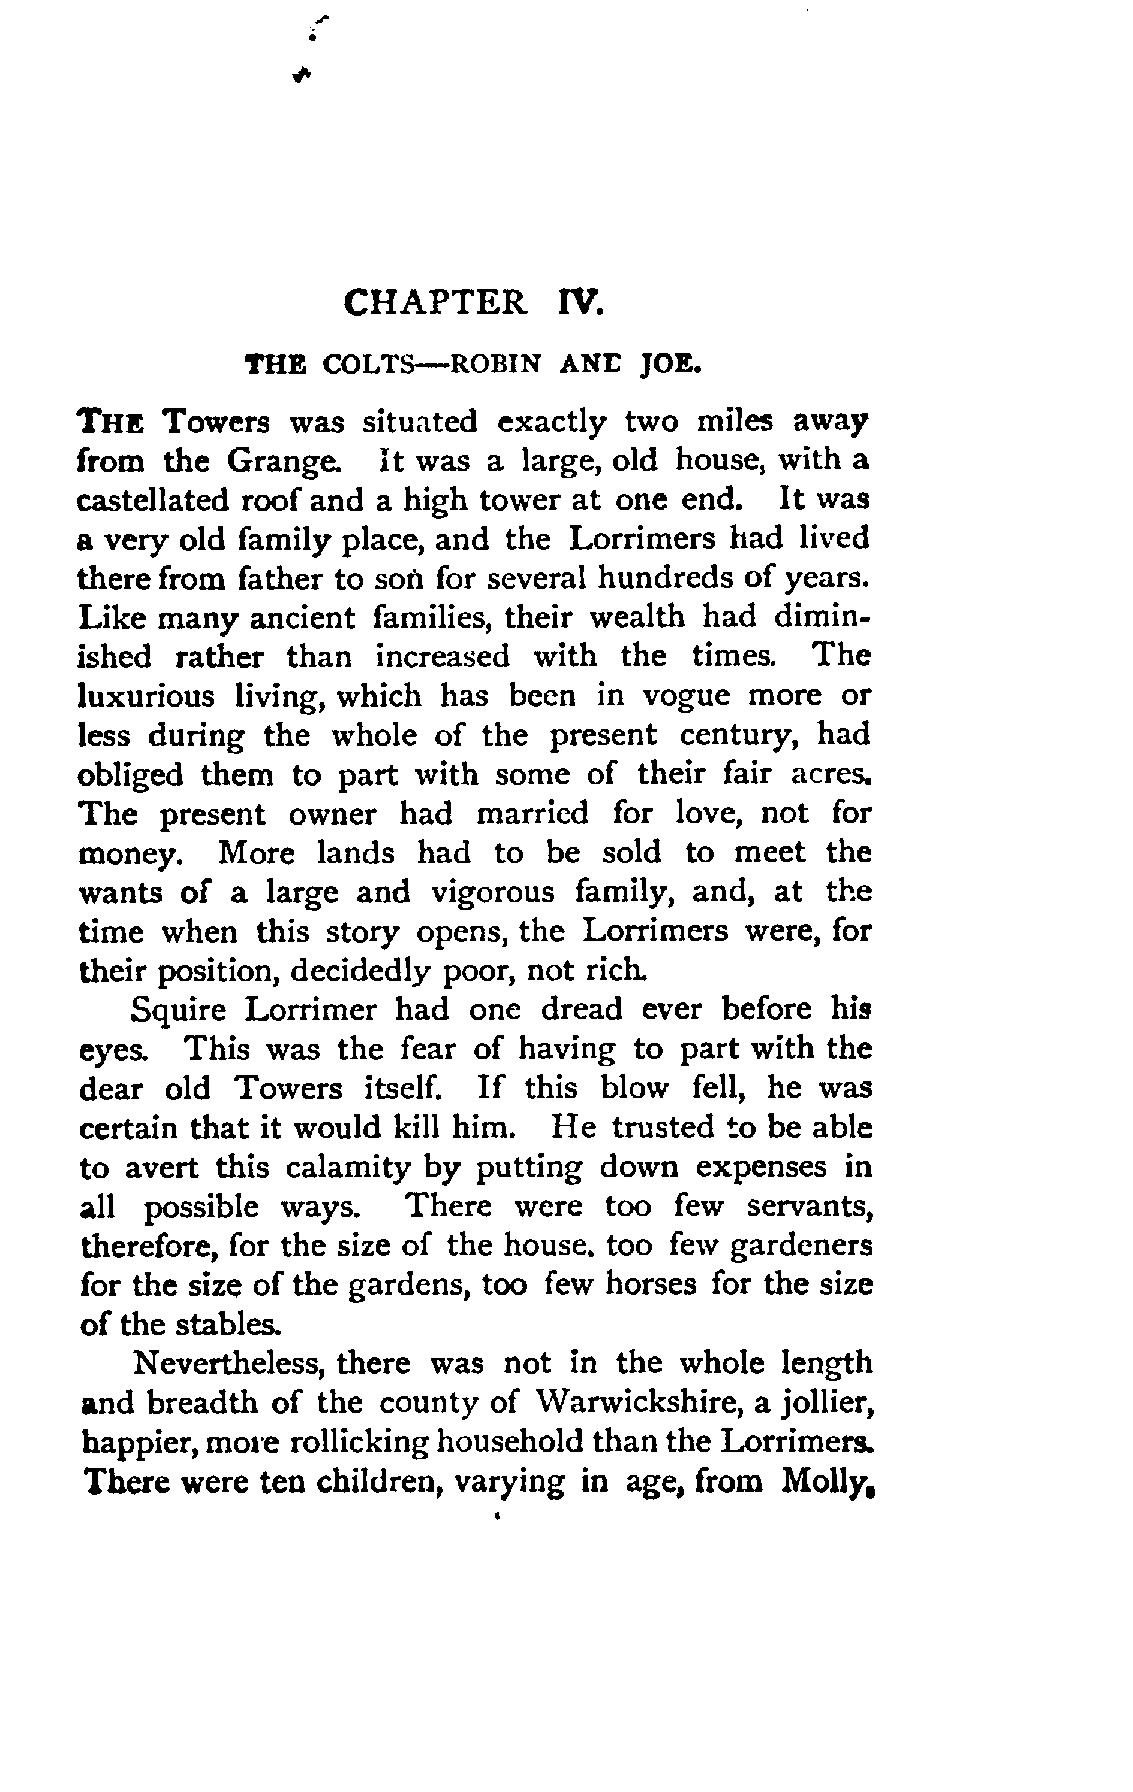 CHAPTER IV.
THE COLTS—ROBIN AND JOE.
THE Towers was situated exactly two miles away
from the Grange. It was a large, old house, with a
castellated roof and a high tower at one end. It was
a very old family place, and the Lorrimers had lived
there from father to son for several hundreds of years.
Like many ancient families, their wealth had dimin-
ished rather than increased with the times. The
luxurious living, which has been in vogue more or
less during the whole of the present century, had
obliged them to part with some of their fair acres.
The present owner had married for love, not for
money. More lands had to be sold to meet the
wants of a large and vigorous family, and, at the
time when this story opens, the Lorrimers were, for
their position, decidedly poor, not rich.
Squire Lorrimer had one dread ever before his
eyes. This was the fear of having to part with the
dear old Towers itself. If this blow fell, he was
certain that it would kill him. He trusted to be able
to avert this calamity by putting down expenses in
all possible ways. There were too few servants,
therefore, for the size of the house, too few gardeners
for the size of the gardens, too few horses for the size
of the stables.
Nevertheless, there was not in the whole length
and breadth of the county of Warwickshire, a jollier,
happier, more rollicking household than the Lorrimers.
There were ten children, varying in age, from Molly,